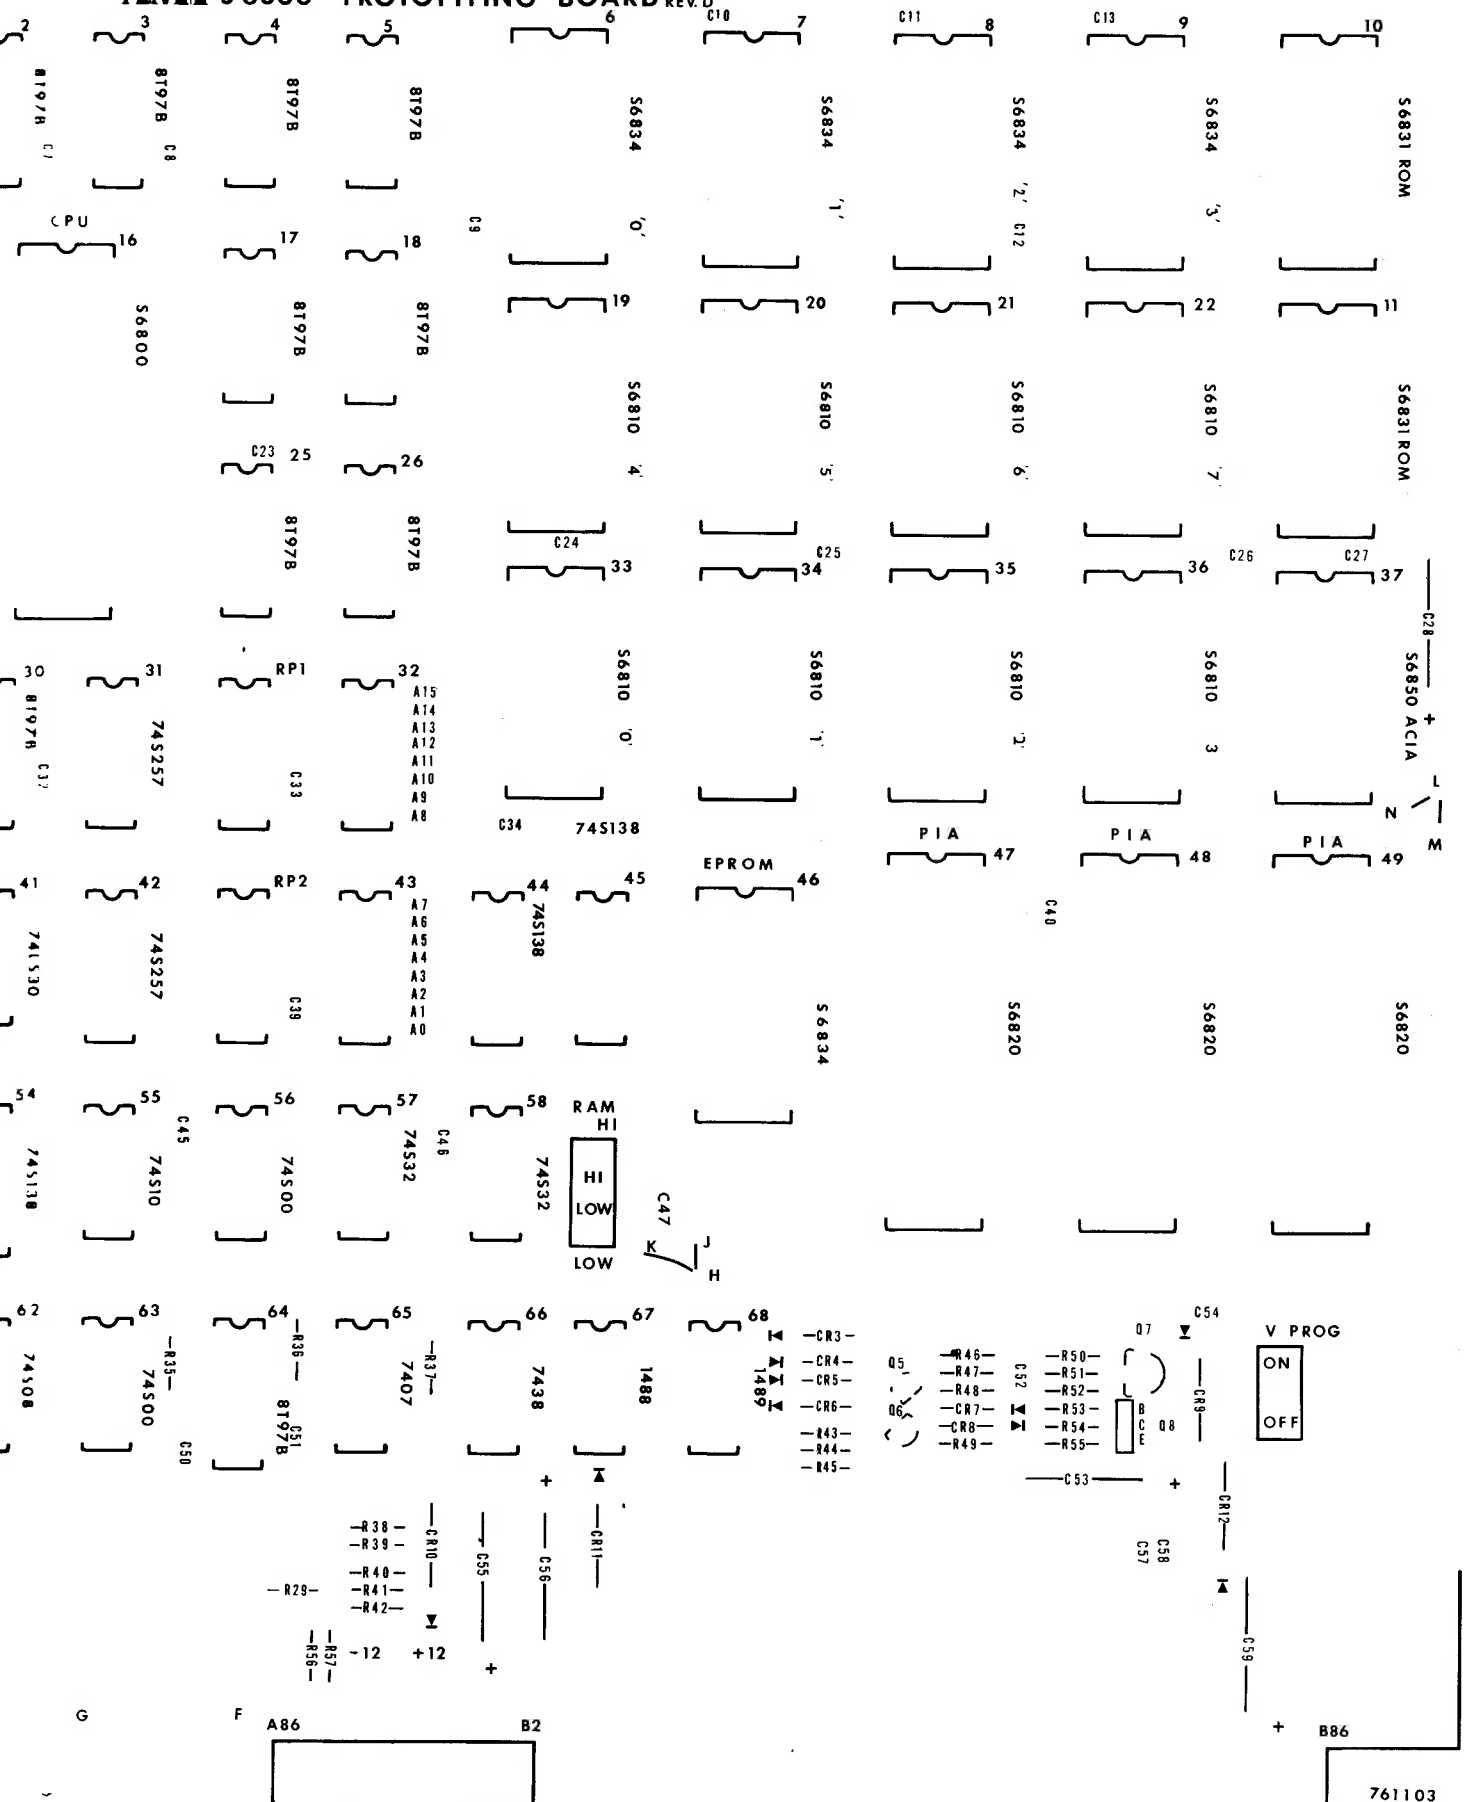 PROTOTYPING BOARD REV. D
2
3
4
5
6
C10
7
C11
8
C13
9
10
8T97B
8T97B
8T97B
8T97B
S6834
S6834
S6834
S6834
S6831 ROM
C7
C8
'0'
'1'
'2'
'3'
C9
C12
CPU
16
17
18
19
20
21
22
11
S6800
8T97B
8T97B
S6810
S6810
S6810
S6810
S6831 ROM
'4'
'5'
'6'
'7'
C23
25
26
8T97B
8T97B
C24
C25
C26
C27
33
34
35
36
37
C28
30
31
RP1
32
8T97B
C37
74S257
C33
A15
A14
A13
A12
A11
A10
A9
A8
S6810
S6810
S6810
S6810
S6850 ACIA
+
'0'
'1'
'2'
3
L
N
M
C34
74S138
EPROM
PIA
PIA
PIA
41
42
RP2
43
44
45
46
47
48
49
74LS30
74S257
C39
A7
A6
A5
A4
A3
A2
A1
A0
74S138
S6834
C40
S6820
S6820
S6820
54
55
56
57
58
74S138
74S10
C45
74S00
74S32
C46
74S32
RAM
HI
HI
LOW
LOW
C47
K
J
H
62
63
64
65
66
67
68
74S08
74S00
R35
C50
R36
8T97B
C51
7407
R37
7438
1488
1489
CR3
CR4
CR5
CR6
R43
R44
R45
Q5
Q6
R46
R47
R48
CR7
CR8
R49
C52
R50
R51
R52
R53
R54
R55
Q7
B
C
E
Q8
C54
CR9
V PROG
ON
OFF
C53
+
CR12
C57
C58
C59
+
R38
R39
R40
R41
R42
R29
R56
R57
CR10
-12
+12
C55
+
+
C56
CR11
G
F
A86
B2
B86
761103